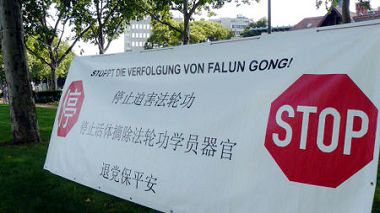 STOPPT DIE VERFOLGUNG VON FALUN GONG!
停
停止迫害法轮功
停止活体摘除法轮功学员器官
退党保平安
STOP